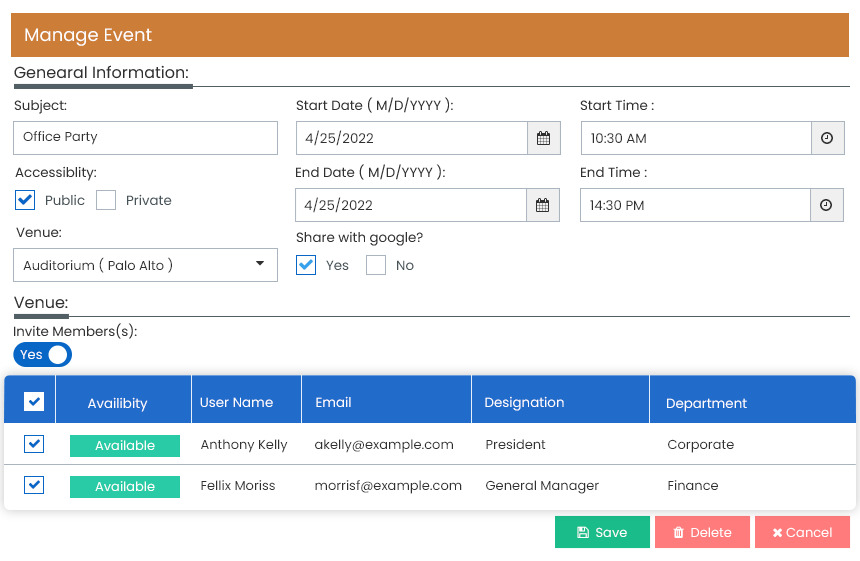 Manage Event
Genearal Information:
Subject: Start Date ( M/D/YYYY ): Start Time :
Office Party 4/25/2022 10:30 AM
Accessiblity: End Date ( M/D/YYYY ): End Time :
Public Private 4/25/2022 14:30 PM
Venue: Share with google?
Auditorium ( Palo Alto ) Yes No
Venue:
Invite Members(s):
Yes
Availibity User Name Email Designation Department
Available Anthony Kelly akelly@example.com President Corporate
Available Fellix Moriss morrisf@example.com General Manager Finance
Save Delete Cancel